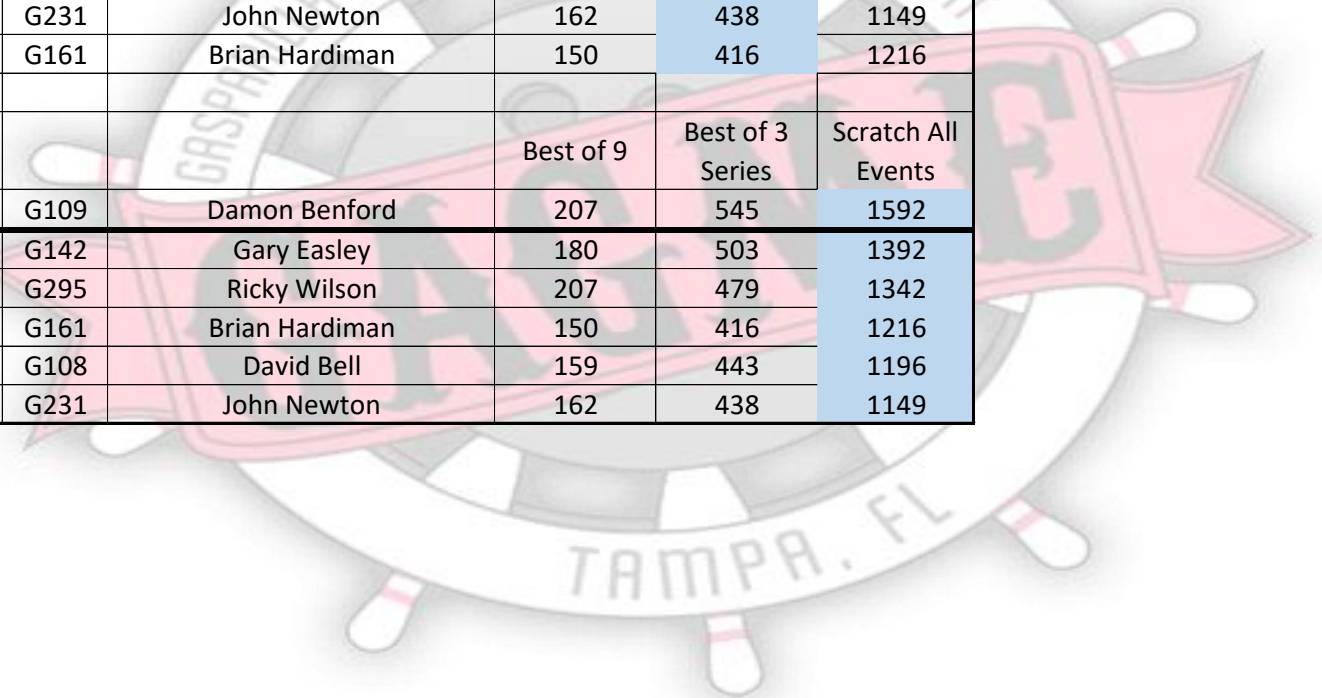 G231 John Newton 162 438 1149
G161 Brian Hardiman 150 416 1216
Best of 9 Best of 3 Series Scratch All Events
G109 Damon Benford 207 545 1592
G142 Gary Easley 180 503 1392
G295 Ricky Wilson 207 479 1342
G161 Brian Hardiman 150 416 1216
G108 David Bell 159 443 1196
G231 John Newton 162 438 1149
GAGME
TAMPA, FL